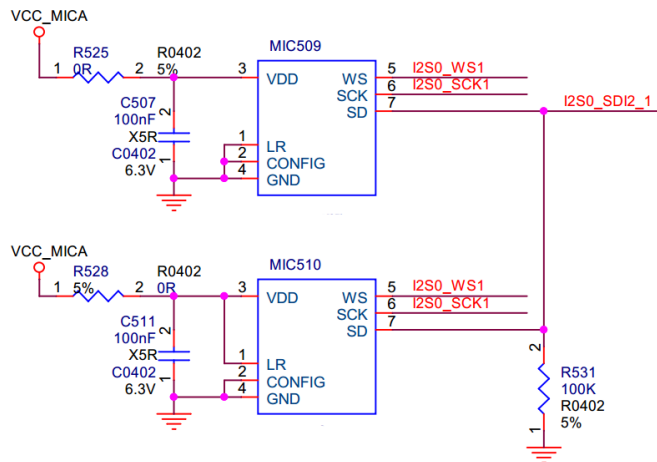 VCC_MICA
R525
R0402
MIC509
1
0R
2
5%
3
VDD
WS
5
I2S0_WS1
SCK
6
I2S0_SCK1
SD
7
I2S0_SDI2_1
C507
2
100nF
X5R
C0402
1
6.3V
1
LR
2
CONFIG
4
GND
VCC_MICA
R528
R0402
MIC510
1
5%
2
0R
3
VDD
WS
5
I2S0_WS1
SCK
6
I2S0_SCK1
SD
7
C511
2
100nF
X5R
C0402
1
6.3V
1
LR
2
CONFIG
4
GND
2
R531
100K
R0402
1
5%